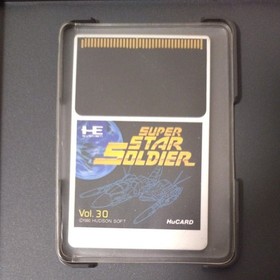 HE
SUPER
STAR
SOLDIER
Vol. 30
©1990 HUDSON SOFT
HuCARD